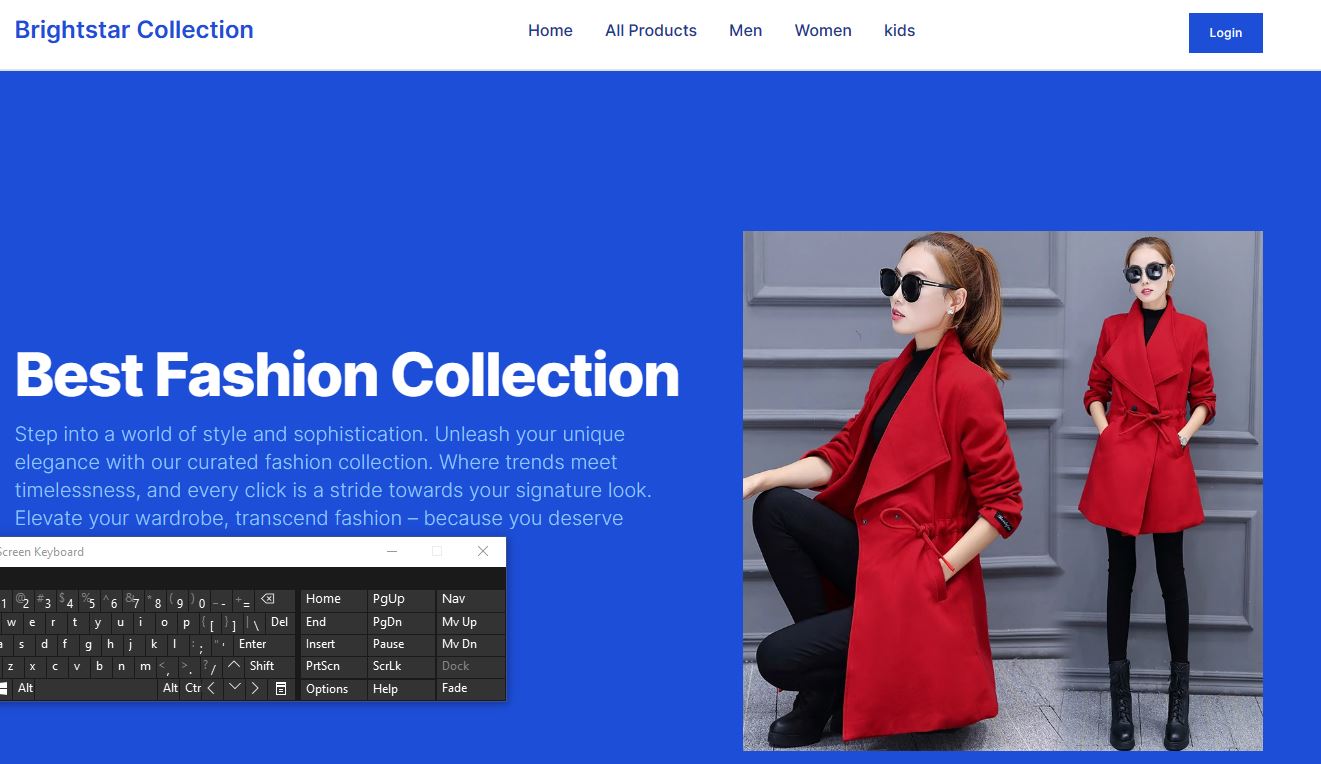 Brightstar Collection
Home All Products Men Women kids
Login
Best Fashion Collection
Step into a world of style and sophistication. Unleash your unique
elegance with our curated fashion collection. Where trends meet
timelessness, and every click is a stride towards your signature look.
Elevate your wardrobe, transcend fashion – because you deserve
Screen Keyboard
1 @ 2 # 3 $ 4 % 5 ^ 6 & 7 * 8 ( 9 ) 0 _ - + = Home PgUp Nav
w e r t y u i o p { [ } ] | \ Del End PgDn Mv Up
a s d f g h j k l : ; " ' Enter Insert Pause Mv Dn
z x c v b n m < , > . ? / Shift PrtScn ScrLk Dock
Alt Alt Ctr Options Help Fade